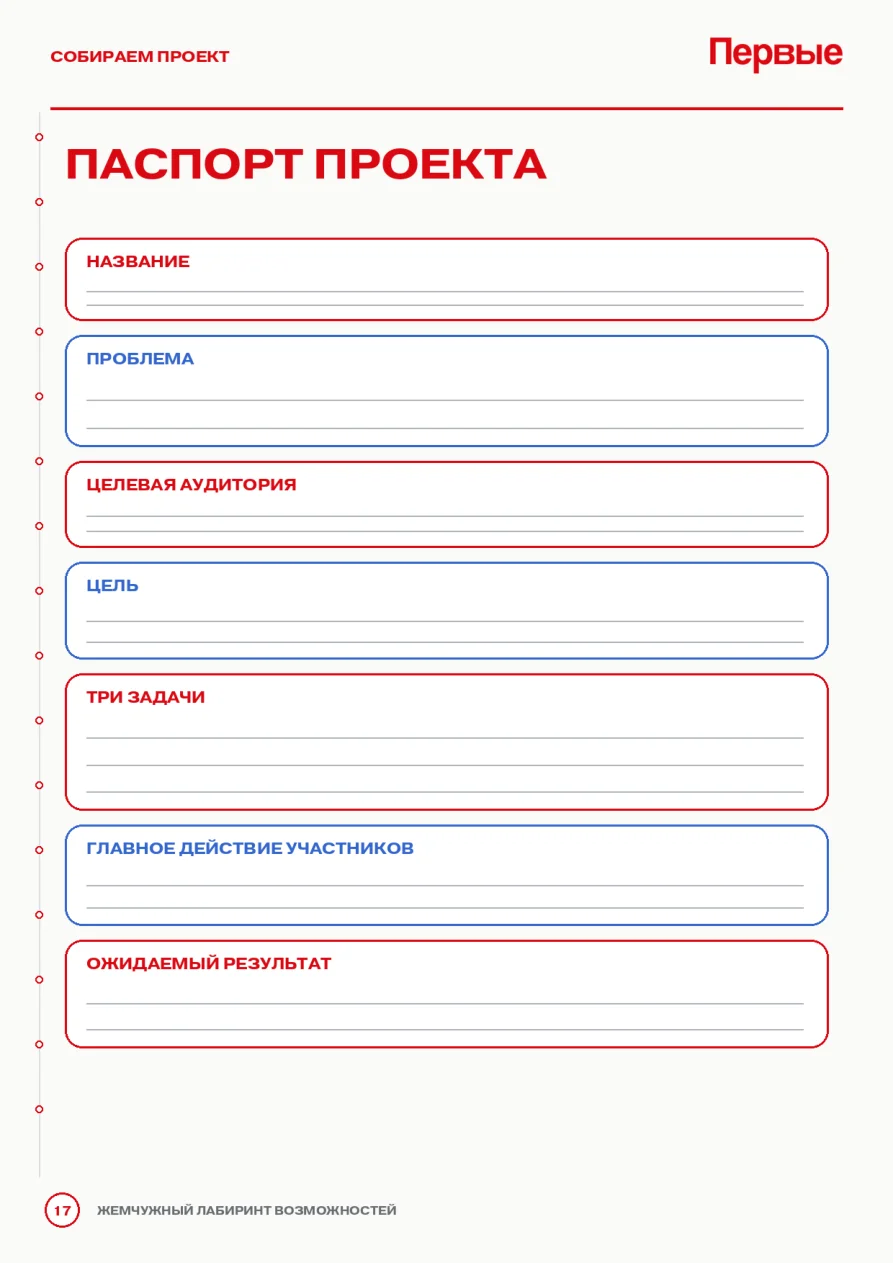 СОБИРАЕМ ПРОЕКТ
Первые
ПАСПОРТ ПРОЕКТА
НАЗВАНИЕ
ПРОБЛЕМА
ЦЕЛЕВАЯ АУДИТОРИЯ
ЦЕЛЬ
ТРИ ЗАДАЧИ
ГЛАВНОЕ ДЕЙСТВИЕ УЧАСТНИКОВ
ОЖИДАЕМЫЙ РЕЗУЛЬТАТ
17 ЖЕМЧУЖНЫЙ ЛАБИРИНТ ВОЗМОЖНОСТЕЙ